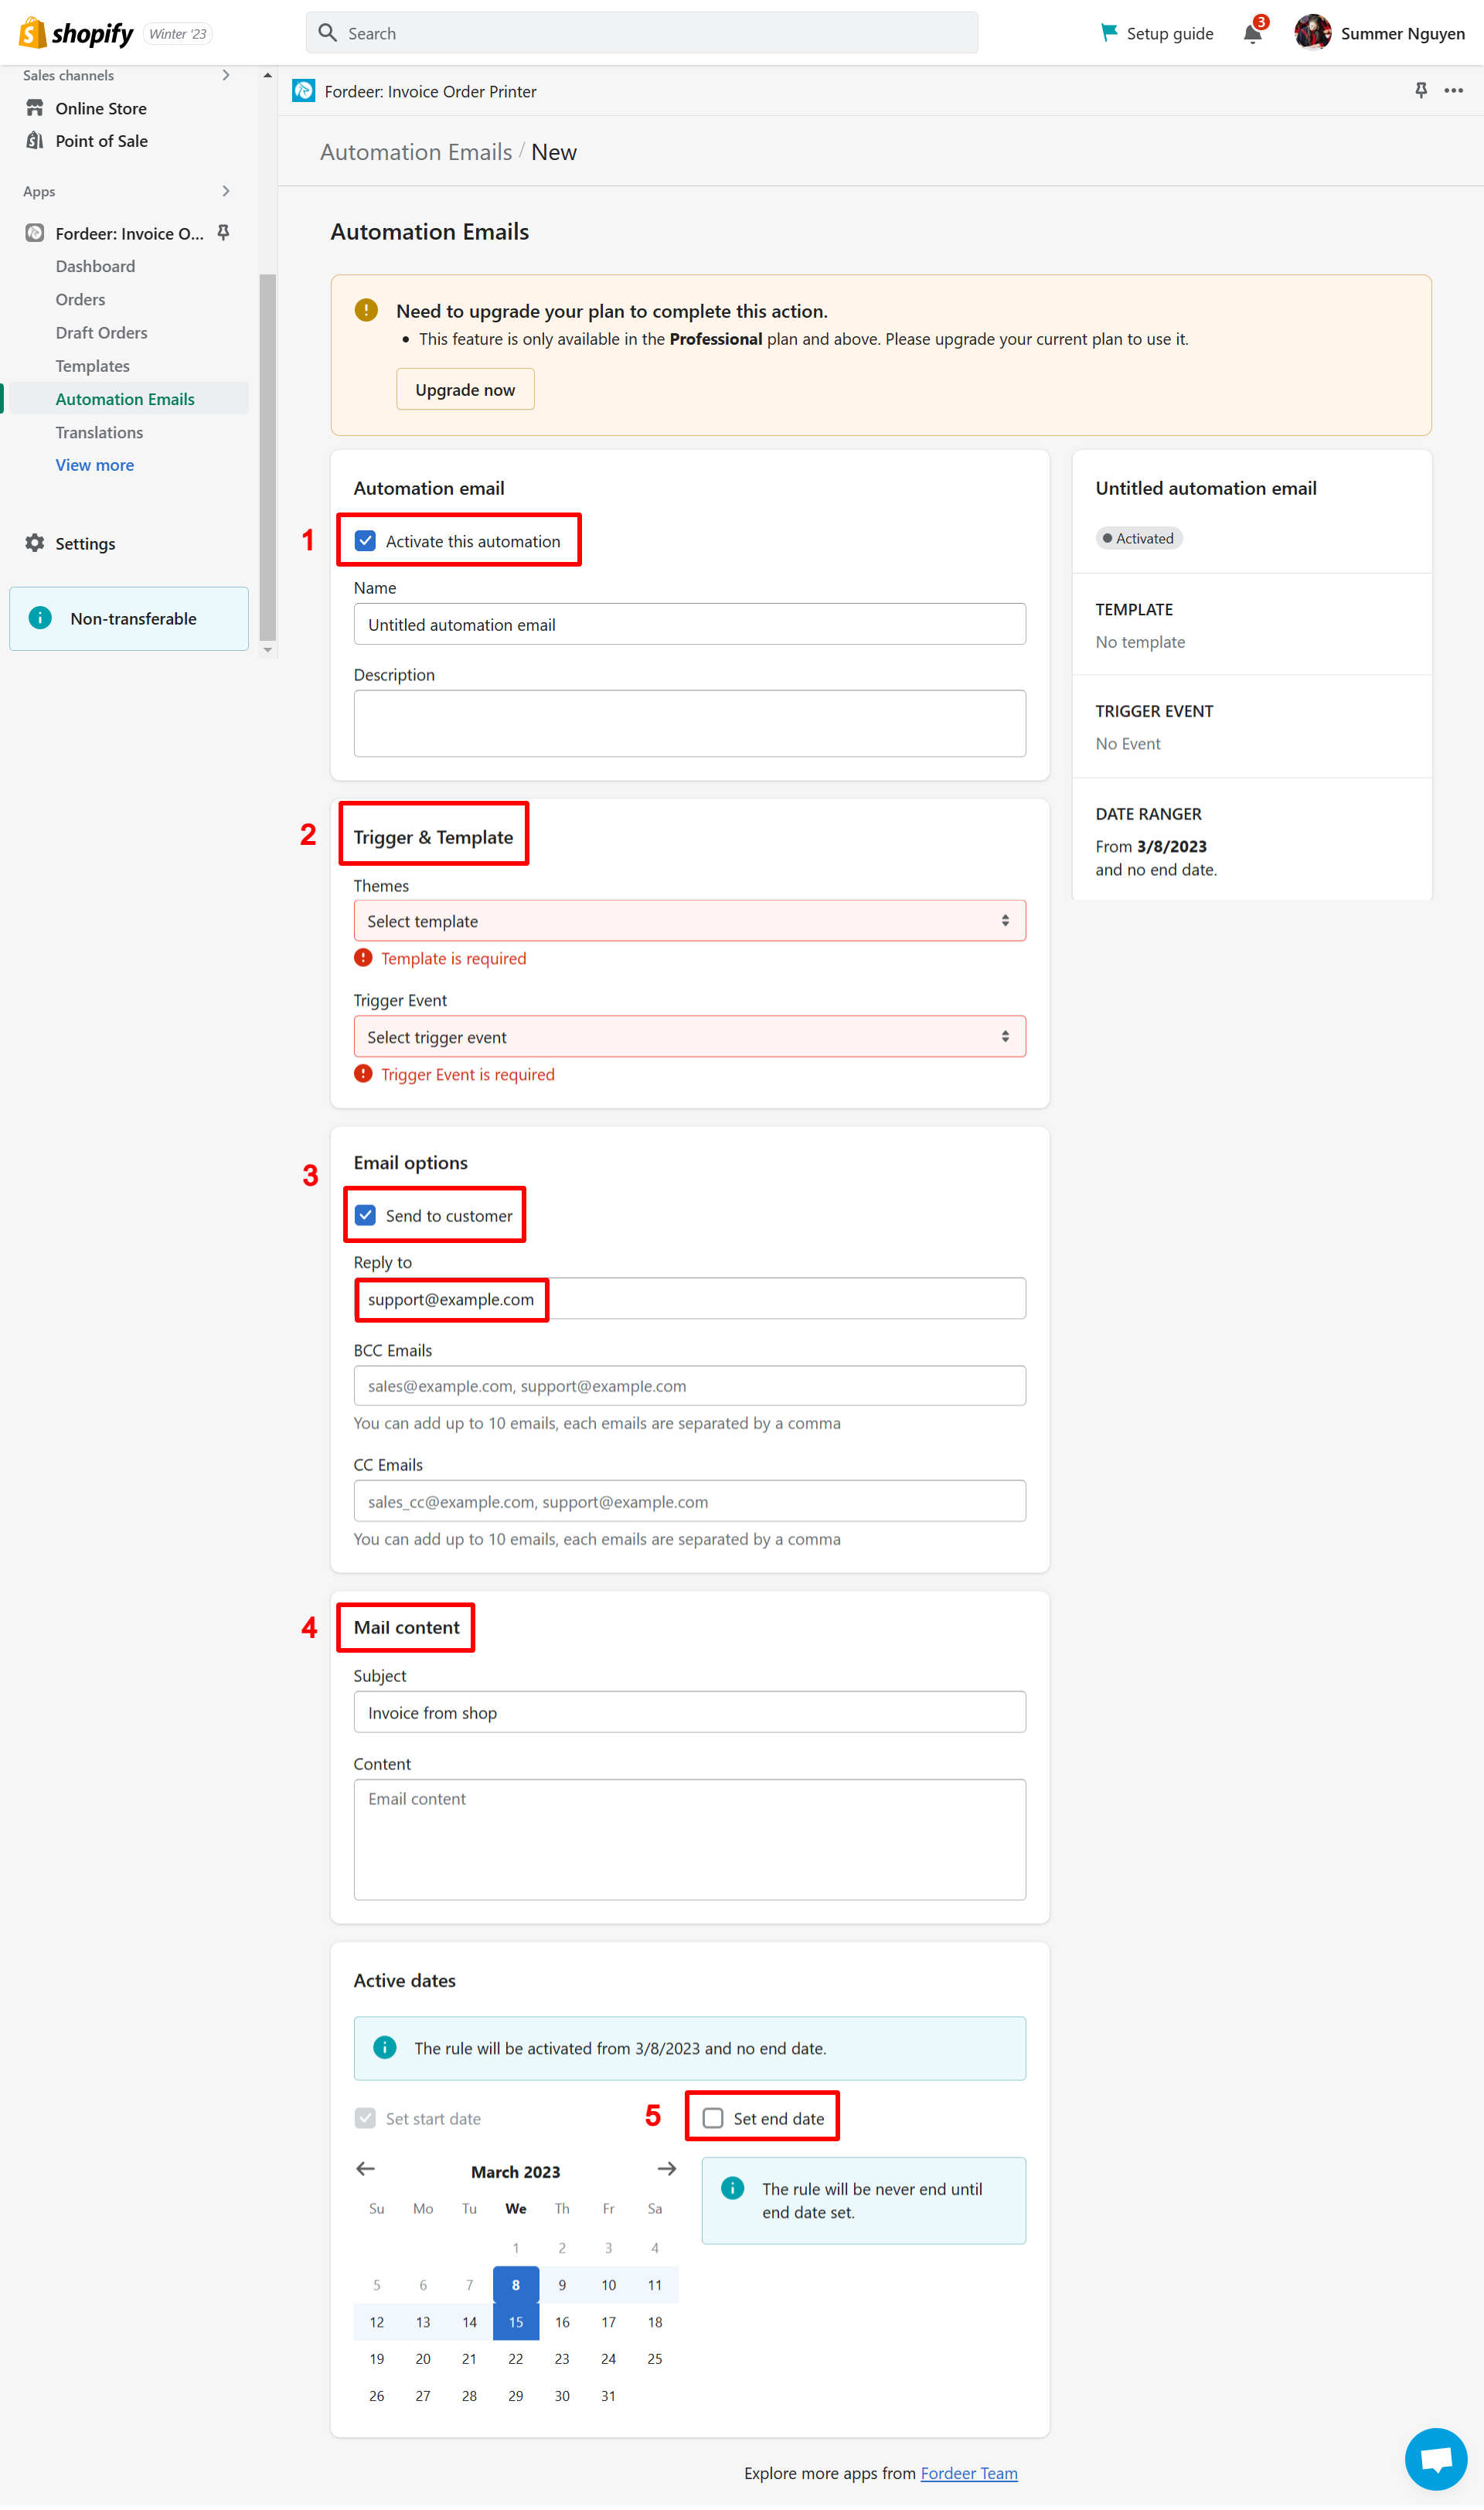 shopify Winter '23
Search
Setup guide
3
Summer Nguyen
Sales channels
Online Store
Point of Sale
Apps
Fordeer: Invoice O...
Dashboard
Orders
Draft Orders
Templates
Automation Emails
Translations
View more
Settings
Non-transferable
Fordeer: Invoice Order Printer
Automation Emails / New
Automation Emails
Need to upgrade your plan to complete this action.
• This feature is only available in the Professional plan and above. Please upgrade your current plan to use it.
Upgrade now
Automation email
1
Activate this automation
Name
Untitled automation email
Description
2
Trigger & Template
Themes
Select template
Template is required
Trigger Event
Select trigger event
Trigger Event is required
Email options
3
Send to customer
Reply to
support@example.com
BCC Emails
sales@example.com, support@example.com
You can add up to 10 emails, each emails are separated by a comma
CC Emails
sales_cc@example.com, support@example.com
You can add up to 10 emails, each emails are separated by a comma
4
Mail content
Subject
Invoice from shop
Content
Email content
Active dates
The rule will be activated from 3/8/2023 and no end date.
Set start date
5
Set end date
March 2023
Su Mo Tu We Th Fr Sa
1 2 3 4
5 6 7 8 9 10 11
12 13 14 15 16 17 18
19 20 21 22 23 24 25
26 27 28 29 30 31
The rule will be never end until
end date set.
Untitled automation email
Activated
TEMPLATE
No template
TRIGGER EVENT
No Event
DATE RANGER
From 3/8/2023
and no end date.
Explore more apps from Fordeer Team